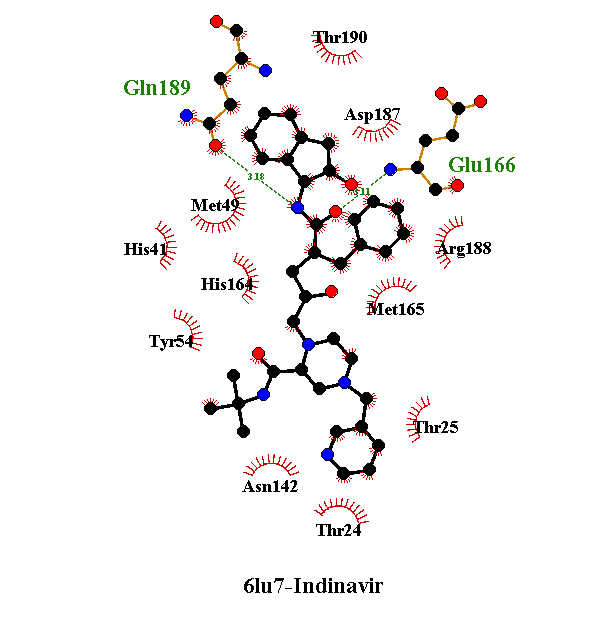 Thr190
Gln189
Asp187
Glu166
3.18
3.11
Met49
His41
Arg188
His164
Met165
Tyr54
Thr25
Asn142
Thr24
6lu7-Indinavir